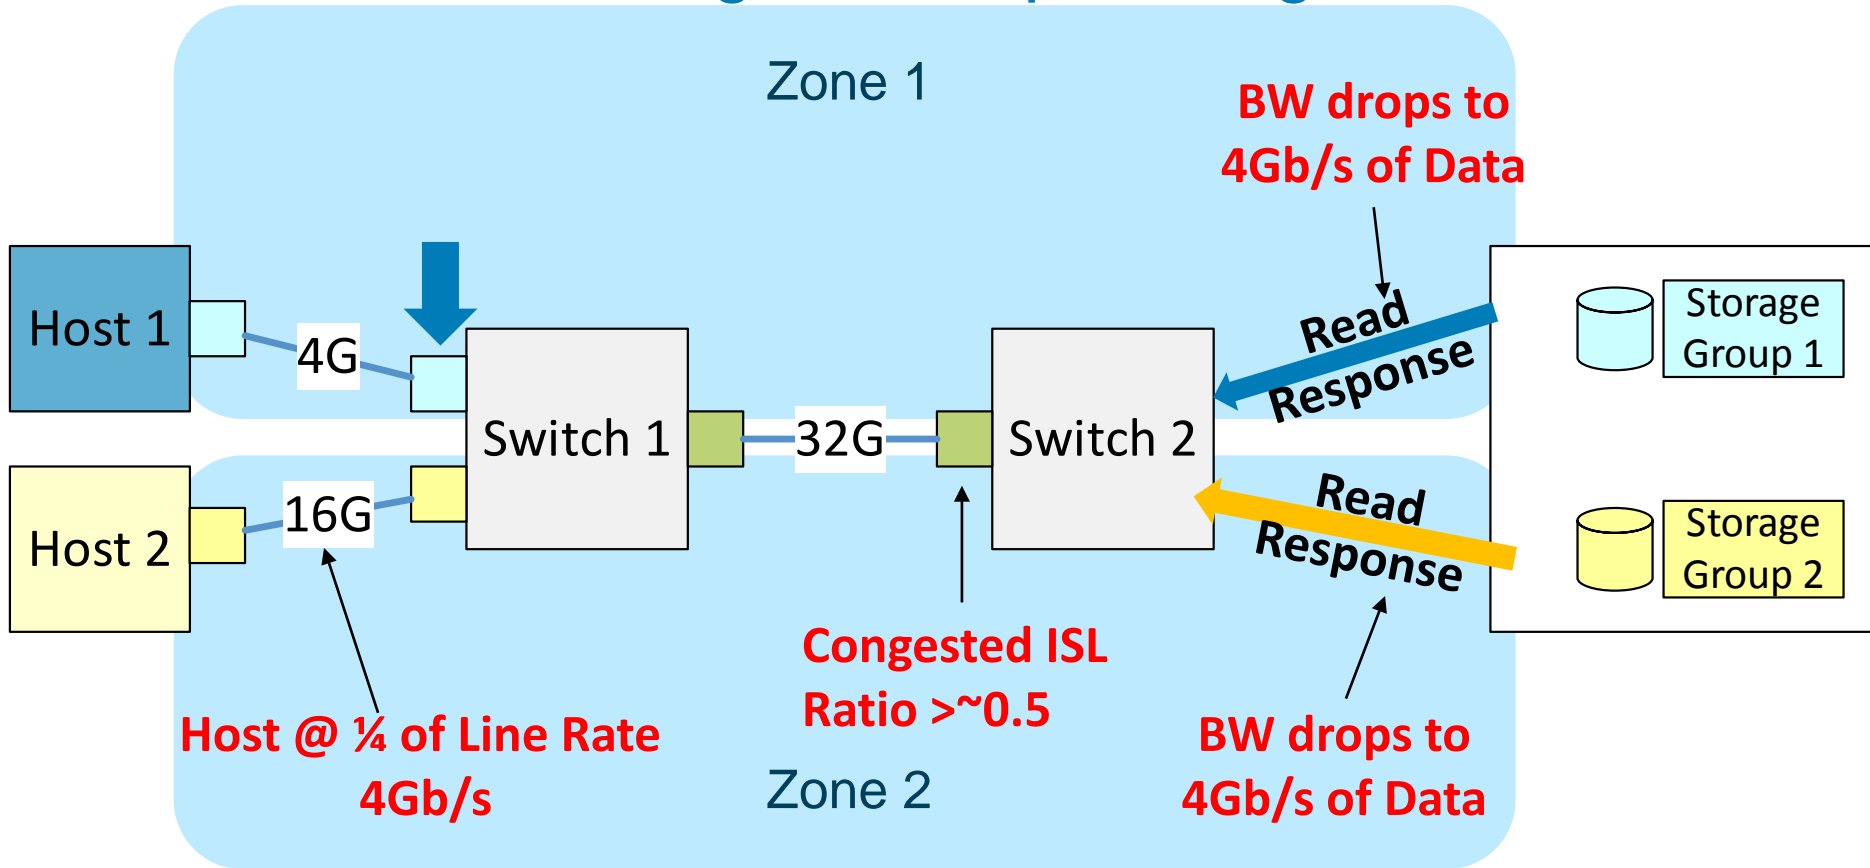 Zone 1
BW drops to
4Gb/s of Data
Host 1
4G
Read
Response
Storage
Group 1
Switch 1
32G
Switch 2
Host 2
16G
Read
Response
Storage
Group 2
Congested ISL
Ratio >~0.5
Host @ ¼ of Line Rate
4Gb/s
BW drops to
4Gb/s of Data
Zone 2